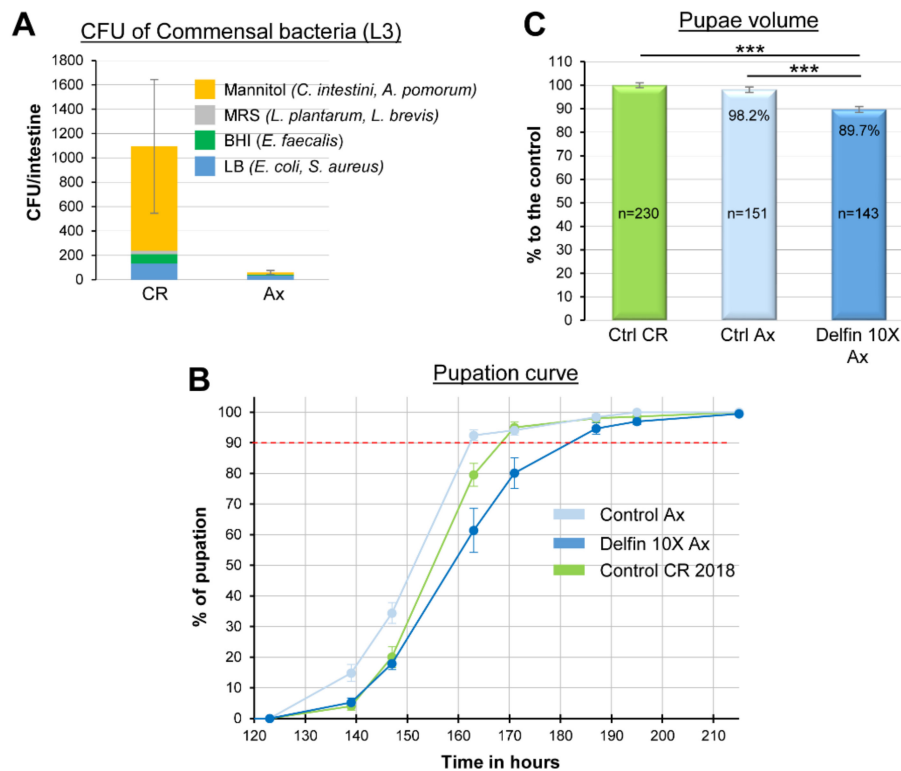 A
CFU of Commensal bacteria (L3)
CFU/intestine
1800
1600
1400
1200
1000
800
600
400
200
0
Mannitol (C. intestini, A. pomorum)
MRS (L. plantarum, L. brevis)
BHI (E. faecalis)
LB (E. coli, S. aureus)
CR
Ax
C
Pupae volume
% to the control
110
100
90
80
70
60
50
40
30
20
10
0
***
***
98.2%
89.7%
n=230
n=151
n=143
Ctrl CR
Ctrl Ax
Delfin 10X
Ax
B
Pupation curve
% of pupation
100
90
80
70
60
50
40
30
20
10
0
Control Ax
Delfin 10X Ax
Control CR 2018
120
130
140
150
160
170
180
190
200
210
Time in hours